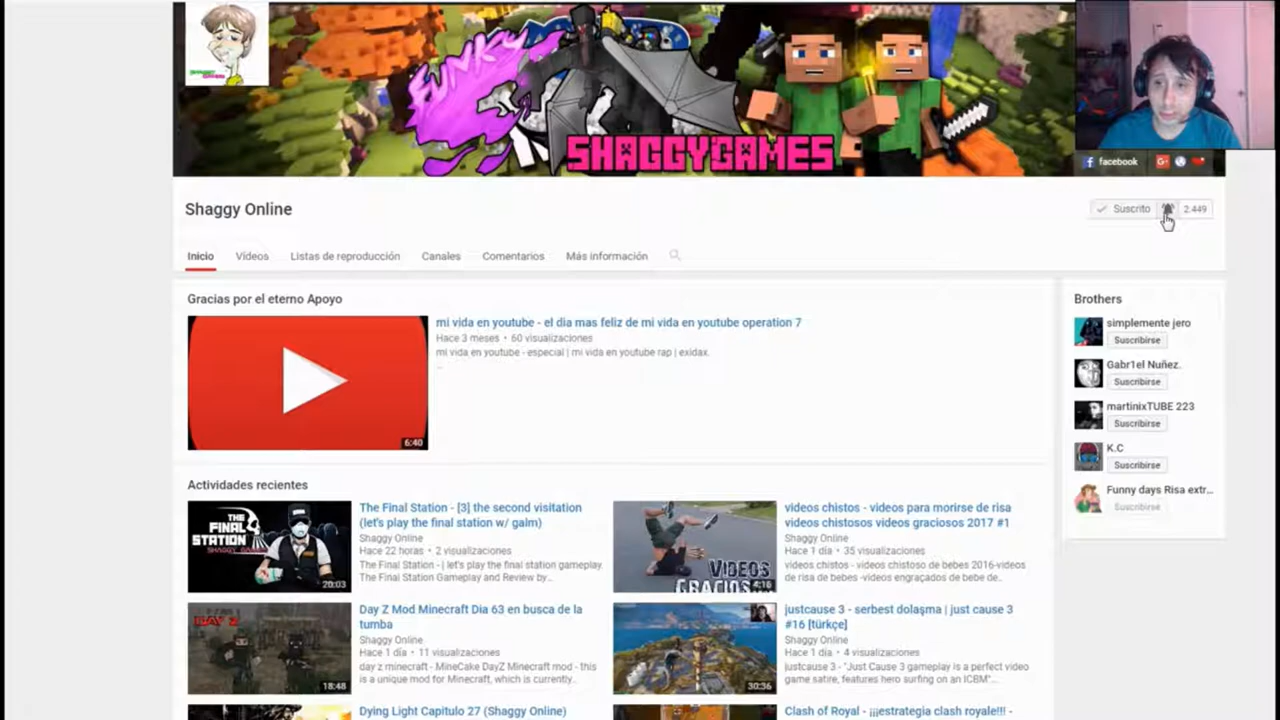 SHAGGYGAMES
facebook
Shaggy Online
Suscrito
2.449
Inicio
Vídeos
Listas de reproducción
Canales
Comentarios
Más información
Gracias por el eterno Apoyo
mi vida en youtube - el dia mas feliz de mi vida en youtube operation 7
Hace 3 meses • 60 visualizaciones
mi vida en youtube - especial | mi vida en youtube rap | exidax.
...
6:40
Actividades recientes
THE FINAL STATION
20:03
The Final Station - [3] the second visitation
(let's play the final station w/ galm)
Shaggy Online
Hace 22 horas • 2 visualizaciones
The Final Station - | let's play the final station gameplay.
The Final Station Gameplay and Review by...
VIDEOS
GRACIOS
4:16
videos chistos - videos para morirse de risa
videos chistosos videos graciosos 2017 #1
Shaggy Online
Hace 1 día • 35 visualizaciones
videos chistos - videos chistoso de bebes 2016-videos
de risa de bebes -videos engraçados de bebe de...
18:48
Day Z Mod Minecraft Dia 63 en busca de la
tumba
Shaggy Online
Hace 1 día • 11 visualizaciones
day z minecraft - MineCake DayZ Minecraft mod - this
is a unique mod for Minecraft, which is currently...
30:36
justcause 3 - serbest dolaşma | just cause 3
#16 [türkçe]
Shaggy Online
Hace 1 día • 4 visualizaciones
justcause 3 - "Just Cause 3 gameplay is a perfect video
game satire, features hero surfing on an ICBM"...
Dying Light Capitulo 27 (Shaggy Online)
Clash of Royal - ¡¡¡estrategia clash royale!!! -
Brothers
simplemente jero
Suscribirse
Gabr1el Nuñez.
Suscribirse
martinixTUBE 223
Suscribirse
K.C
Suscribirse
Funny days Risa extr...
Suscribirse